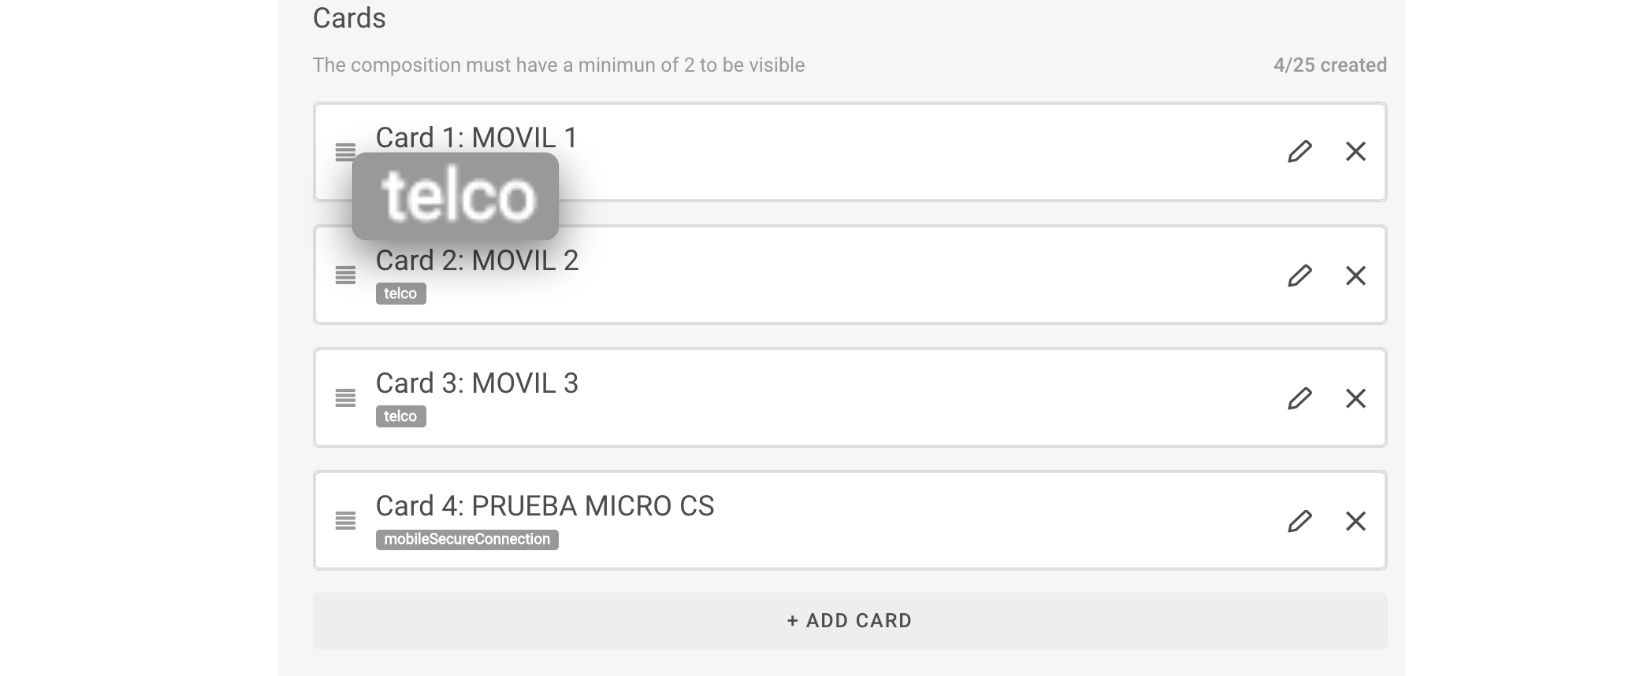 Cards
The composition must have a minimun of 2 to be visible
4/25 created
Card 1: MOVIL 1
telco
Card 2: MOVIL 2
telco
Card 3: MOVIL 3
telco
Card 4: PRUEBA MICRO CS
mobileSecureConnection
+ ADD CARD